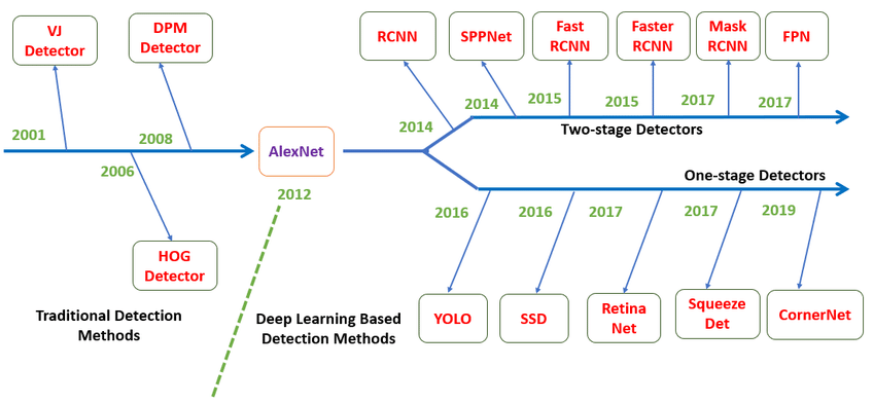 VJ
Detector
DPM
Detector
2001
2008
2006
HOG
Detector
Traditional Detection
Methods
AlexNet
2012
Deep Learning Based
Detection Methods
RCNN
SPPNet
Fast
RCNN
Faster
RCNN
Mask
RCNN
FPN
2014
2014
2015
2015
2017
2017
Two-stage Detectors
One-stage Detectors
2016
2016
2017
2017
2019
YOLO
SSD
Retina
Net
Squeeze
Det
CornerNet